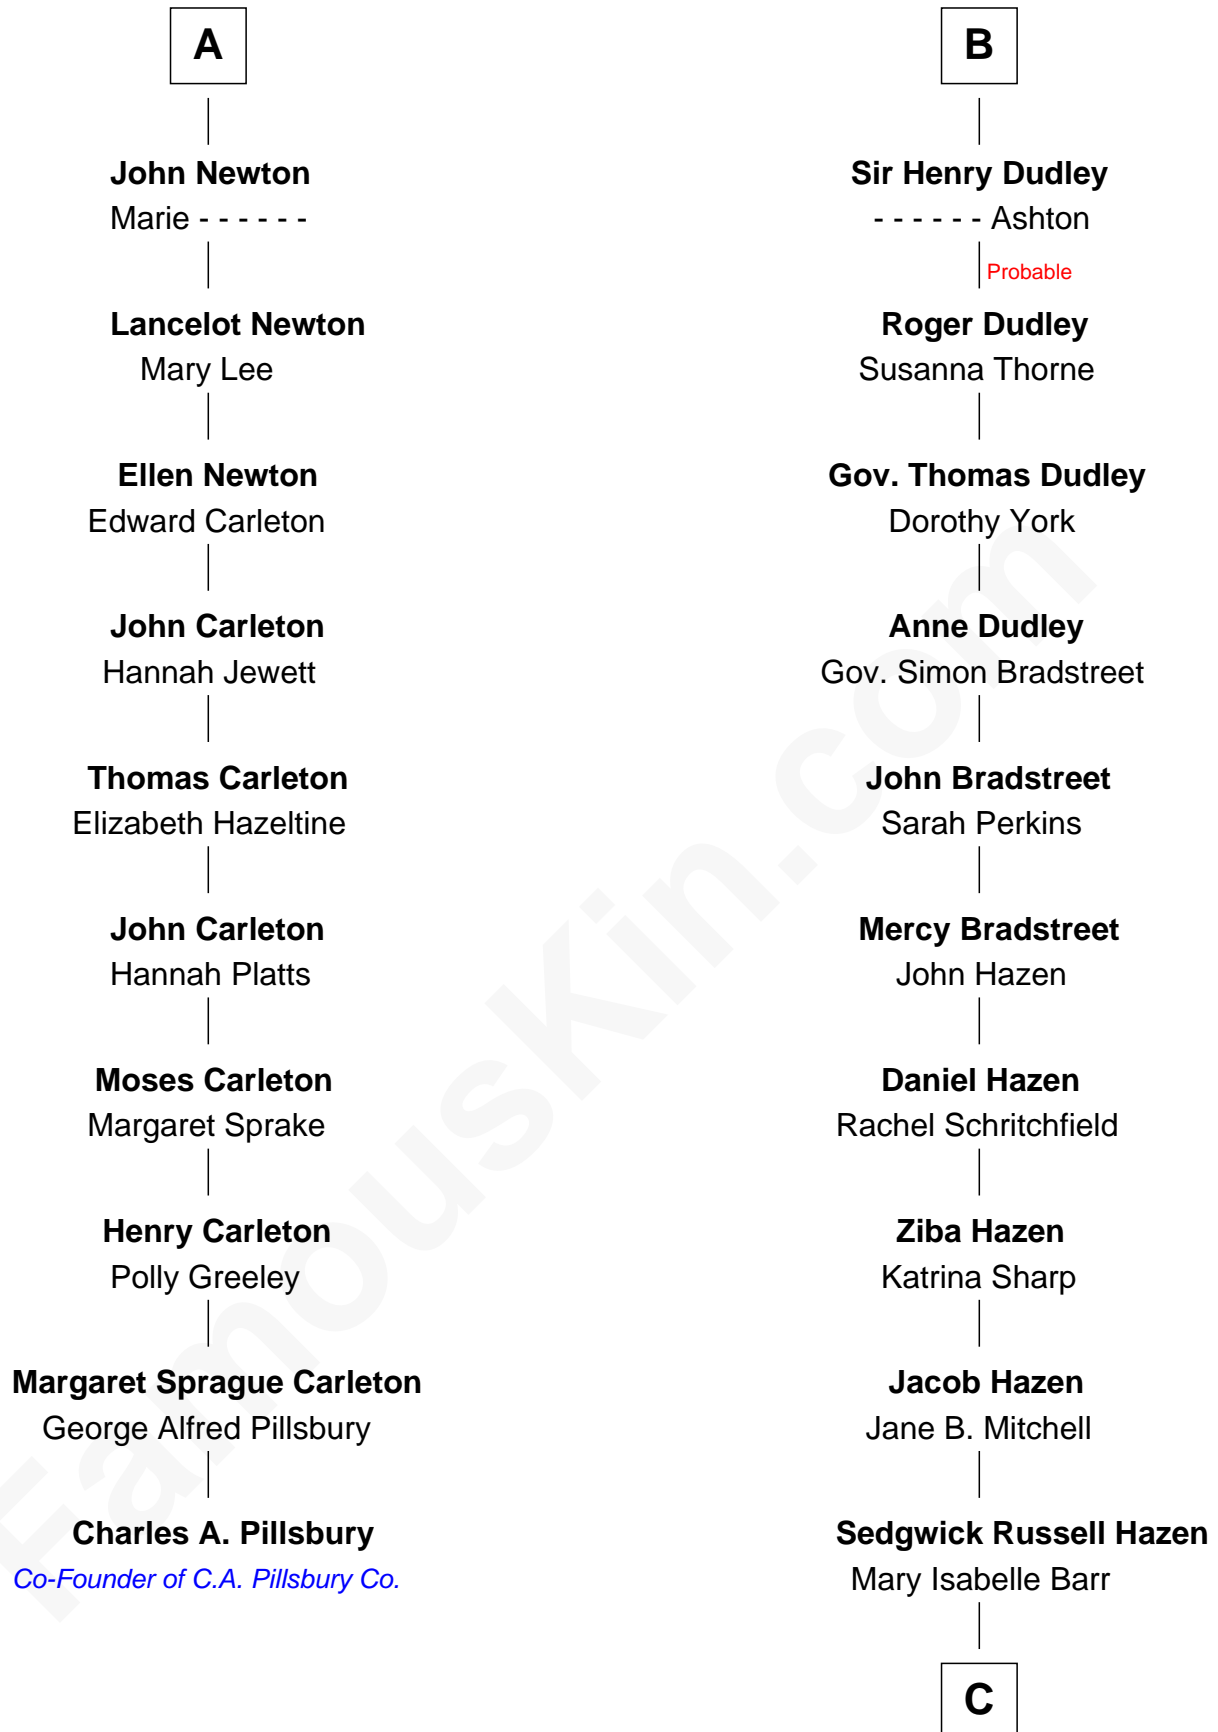 A
John Newton
Marie - - - - - -
Lancelot Newton
Mary Lee
Ellen Newton
Edward Carleton
John Carleton
Hannah Jewett
Thomas Carleton
Elizabeth Hazeltine
John Carleton
Hannah Platts
Moses Carleton
Margaret Sprake
Henry Carleton
Polly Greeley
Margaret Sprague Carleton
George Alfred Pillsbury
Charles A. Pillsbury
Co-Founder of C.A. Pillsbury Co.
B
Sir Henry Dudley
- - - - - - Ashton
Probable
Roger Dudley
Susanna Thorne
Gov. Thomas Dudley
Dorothy York
Anne Dudley
Gov. Simon Bradstreet
John Bradstreet
Sarah Perkins
Mercy Bradstreet
John Hazen
Daniel Hazen
Rachel Schritchfield
Ziba Hazen
Katrina Sharp
Jacob Hazen
Jane B. Mitchell
Sedgwick Russell Hazen
Mary Isabelle Barr
C
FamousKin.com